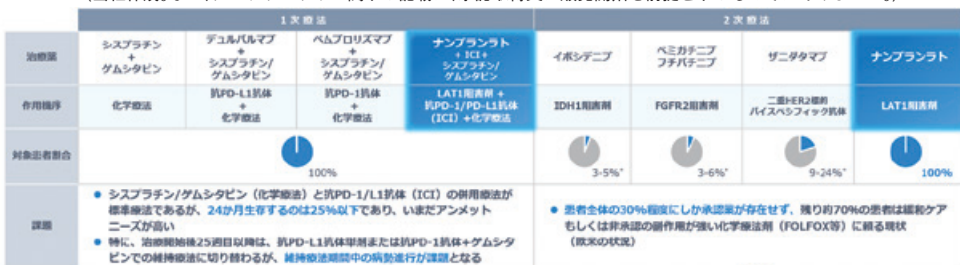 1次療法
2次療法
治療薬
シスプラチン
+
ゲムシタビン
デュルバルマブ
+
シスプラチン/
ゲムシタビン
ペムブロリズマブ
+
シスプラチン/
ゲムシタビン
ナンブランラト
+ ICI+
シスプラチン/
ゲムシタビン
イボシデニブ
ペミガチニブ
フチバチニブ
ザニダタマブ
ナンブランラト
作用機序
化学療法
抗PD-L1抗体
+
化学療法
抗PD-1抗体
+
化学療法
LAT1阻害剤 +
抗PD-1/PD-L1抗体
(ICI) +化学療法
IDH1阻害剤
FGFR2阻害剤
二重HER2標的
バイスペシフィック抗体
LAT1阻害剤
対象患者割合
100%
3-5%*
3-6%*
9-24%*
100%
課題
● シスプラチン/ゲムシタビン（化学療法）と抗PD-1/L1抗体（ICI）の併用療法が
標準療法であるが、24か月生存するのは25%以下であり、いまだアンメット
ニーズが高い
● 特に、治療開始後25週目以降は、抗PD-L1抗体単剤または抗PD-1抗体+ゲムシタ
ビンでの維持療法に切り替わるが、維持療法期間中の病勢進行が課題となる
● 患者全体の30%程度にしか承認薬が存在せず、残り約70%の患者は緩和ケア
もしくは非承認の副作用が強い化学療法剤（FOLFOX等）に頼る現状
（欧米の状況）